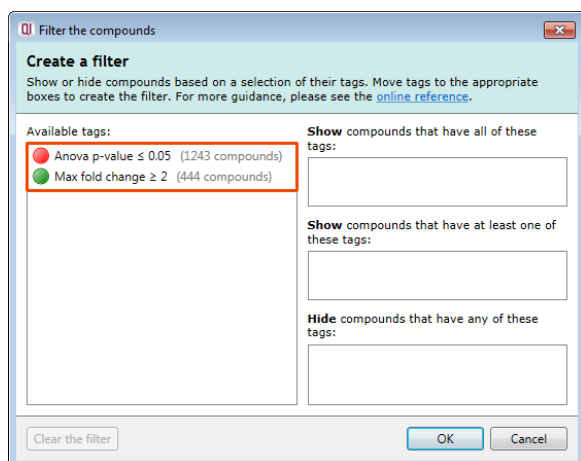 QI Filter the compounds
Create a filter
Show or hide compounds based on a selection of their tags. Move tags to the appropriate
boxes to create the filter. For more guidance, please see the online reference.
Available tags:
Anova p-value ≤ 0.05 (1243 compounds)
Max fold change ≥ 2 (444 compounds)
Show compounds that have all of these
tags:
Show compounds that have at least one of
these tags:
Hide compounds that have any of these
tags:
Clear the filter
OK
Cancel